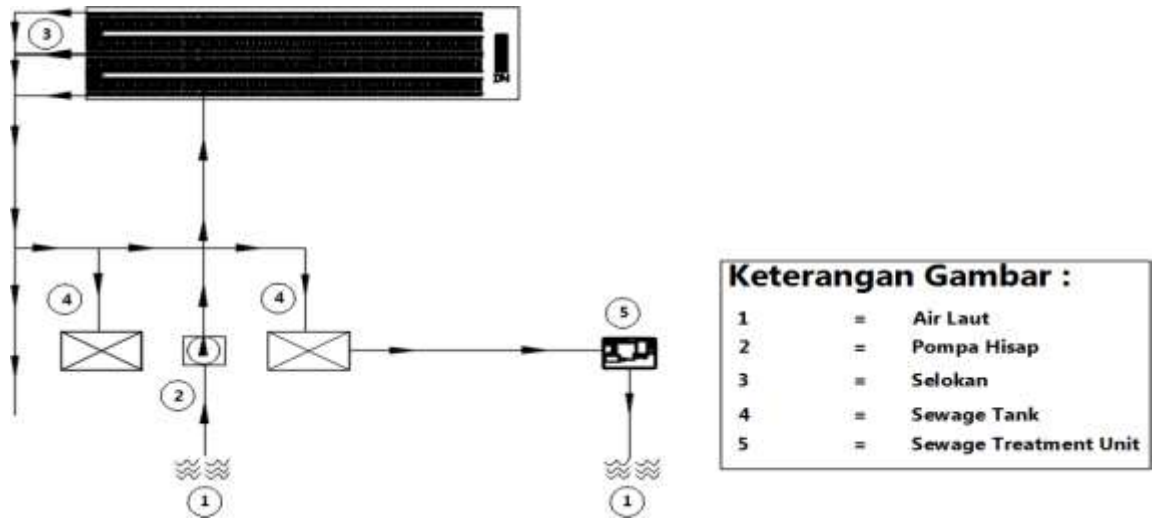 3
4
4
5
2
1
1
Keterangan Gambar :
1 = Air Laut
2 = Pompa Hisap
3 = Selokan
4 = Sewage Tank
5 = Sewage Treatment Unit